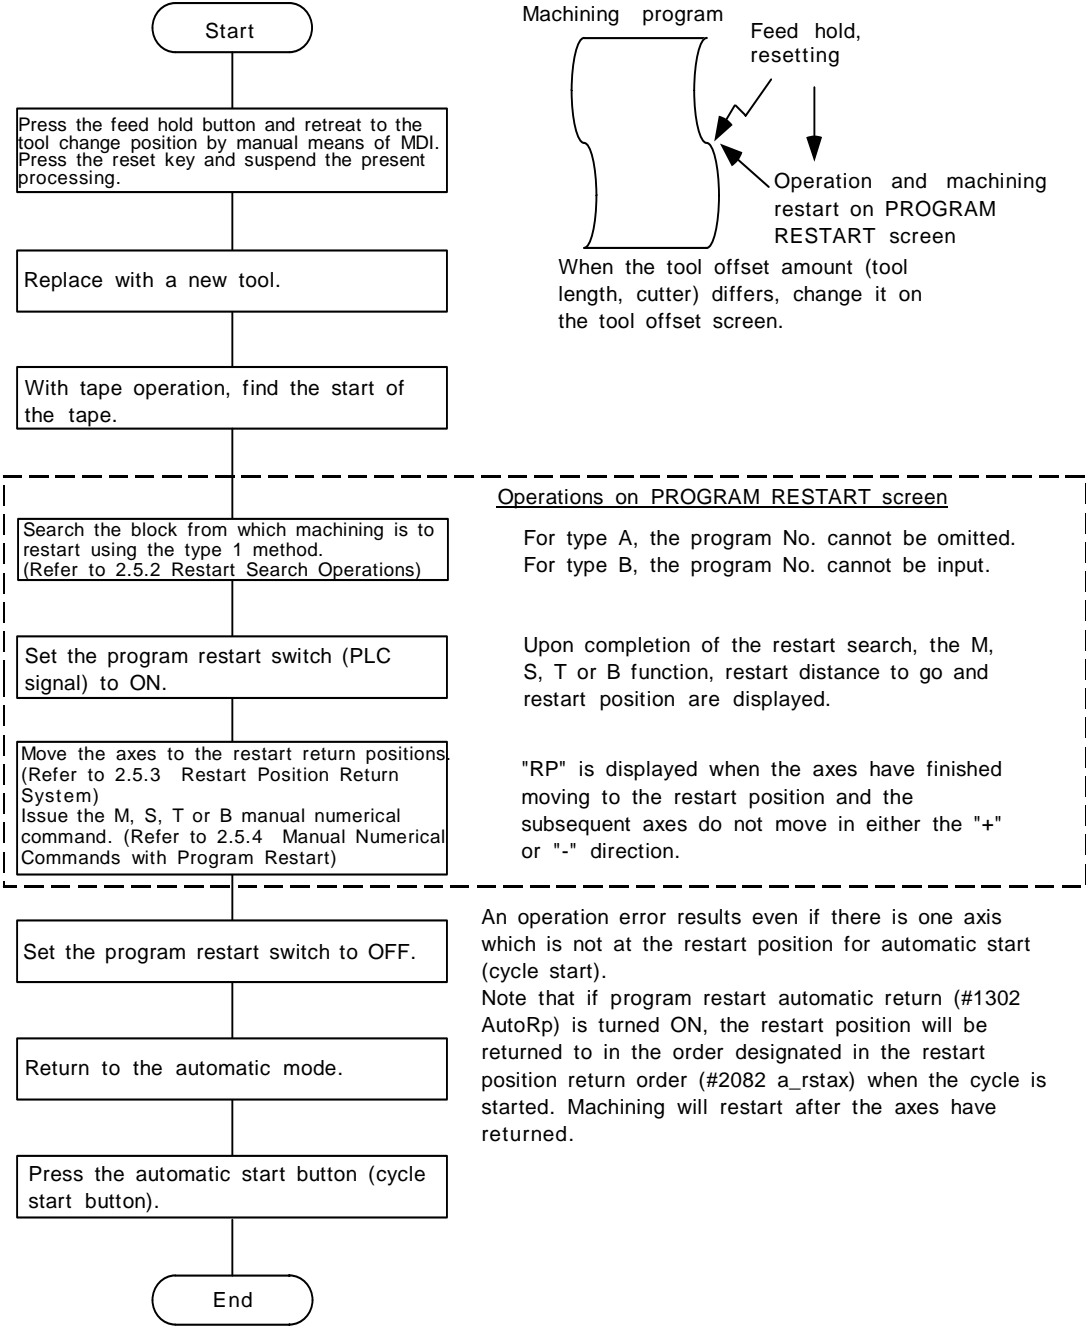 Start
Machining program
Feed hold,
resetting
Press the feed hold button and retreat to the
tool change position by manual means of MDI.
Press the reset key and suspend the present
processing.
Operation and machining
restart on PROGRAM
RESTART screen
Replace with a new tool.
When the tool offset amount (tool
length, cutter) differs, change it on
the tool offset screen.
With tape operation, find the start of
the tape.
Operations on PROGRAM RESTART screen
Search the block from which machining is to
restart using the type 1 method.
(Refer to 2.5.2 Restart Search Operations)
For type A, the program No. cannot be omitted.
For type B, the program No. cannot be input.
Set the program restart switch (PLC
signal) to ON.
Upon completion of the restart search, the M,
S, T or B function, restart distance to go and
restart position are displayed.
Move the axes to the restart return positions.
(Refer to 2.5.3 Restart Position Return
System)
Issue the M, S, T or B manual numerical
command. (Refer to 2.5.4 Manual Numerical
Commands with Program Restart)
"RP" is displayed when the axes have finished
moving to the restart position and the
subsequent axes do not move in either the "+"
or "-" direction.
Set the program restart switch to OFF.
An operation error results even if there is one axis
which is not at the restart position for automatic start
(cycle start).
Note that if program restart automatic return (#1302
AutoRp) is turned ON, the restart position will be
returned to in the order designated in the restart
position return order (#2082 a_rstax) when the cycle is
started. Machining will restart after the axes have
returned.
Return to the automatic mode.
Press the automatic start button (cycle
start button).
End